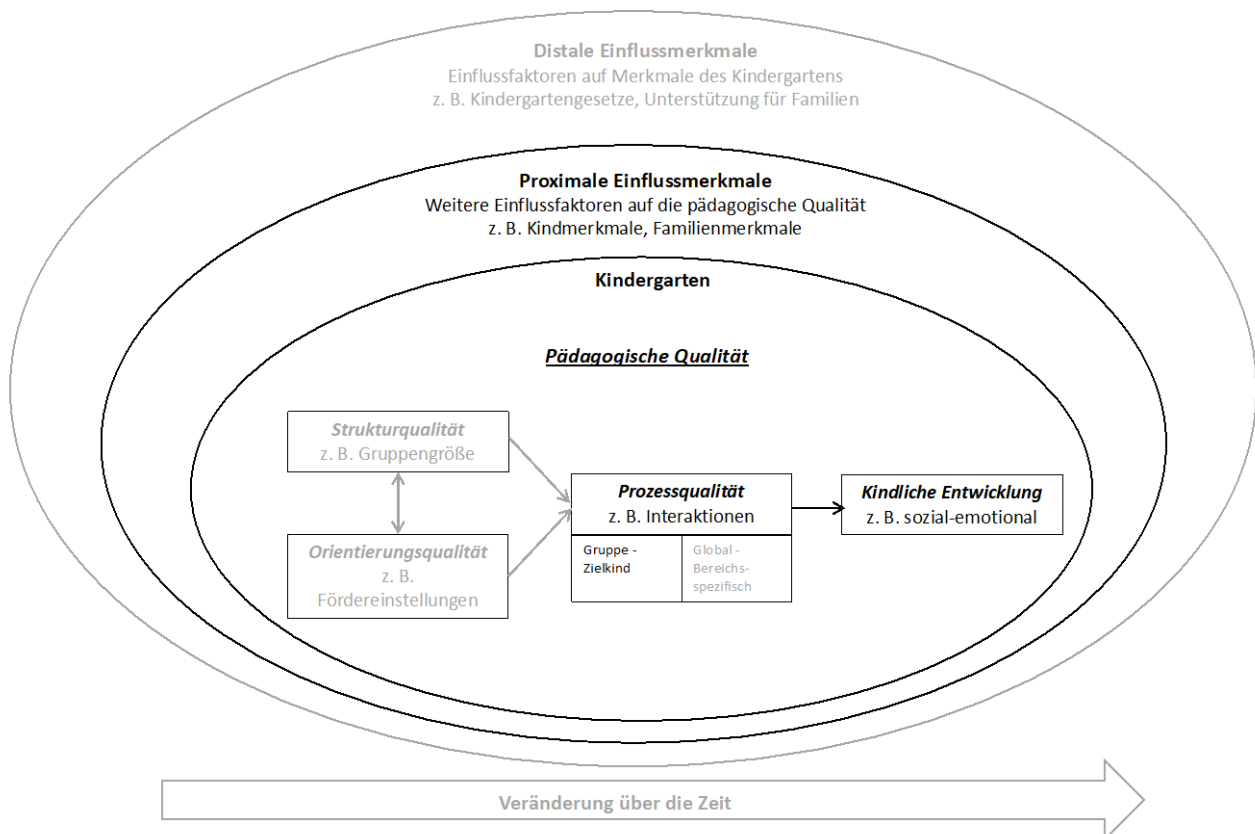 Distale Einflussmerkmale
Einflussfaktoren auf Merkmale des Kindergartens
z. B. Kindergartengesetze, Unterstützung für Familien
Proximale Einflussmerkmale
Weitere Einflussfaktoren auf die pädagogische Qualität
z. B. Kindmerkmale, Familienmerkmale
Kindergarten
Pädagogische Qualität
Strukturqualität
z. B. Gruppengröße
Orientierungsqualität
z. B.
Fördereinstellungen
Prozessqualität
z. B. Interaktionen
Gruppe -
Zielkind
Global -
Bereichs-
spezifisch
Kindliche Entwicklung
z. B. sozial-emotional
Veränderung über die Zeit